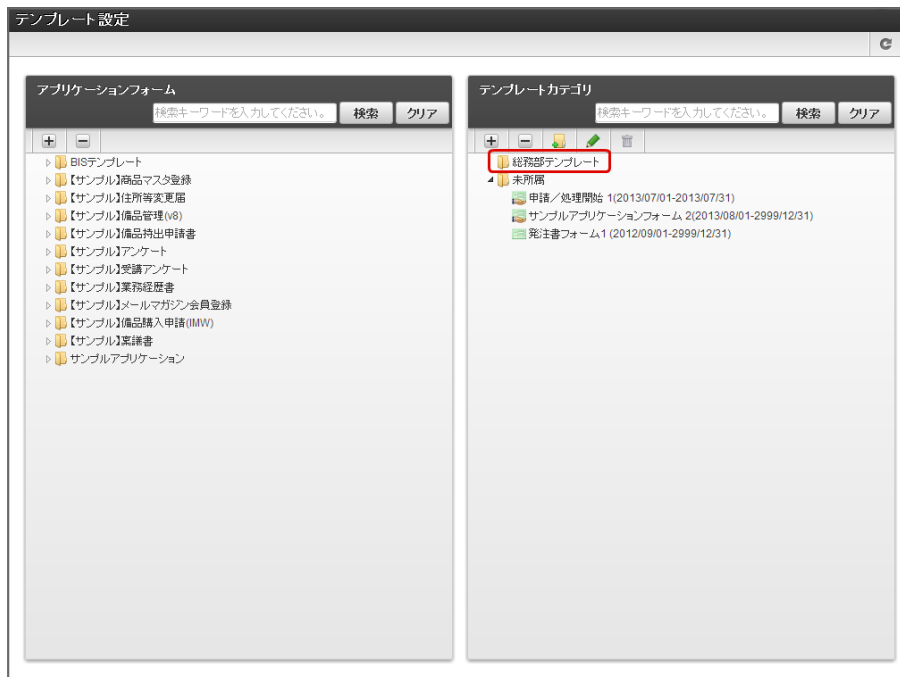 テンプレート設定
アプリケーションフォーム
検索キーワードを入力してください。 検索 クリア
BISテンプレート
【サンプル】商品マスタ登録
【サンプル】住所等変更届
【サンプル】備品管理(v8)
【サンプル】備品持出申請書
【サンプル】アンケート
【サンプル】受講アンケート
【サンプル】業務経歴書
【サンプル】メールマガジン会員登録
【サンプル】備品購入申請(IMW)
【サンプル】稟議書
サンプルアプリケーション
テンプレートカテゴリ
検索キーワードを入力してください。 検索 クリア
総務部テンプレート
未所属
申請／処理開始 1(2013/07/01-2013/07/31)
サンプルアプリケーションフォーム 2(2013/08/01-2999/12/31)
発注書フォーム1 (2012/09/01-2999/12/31)